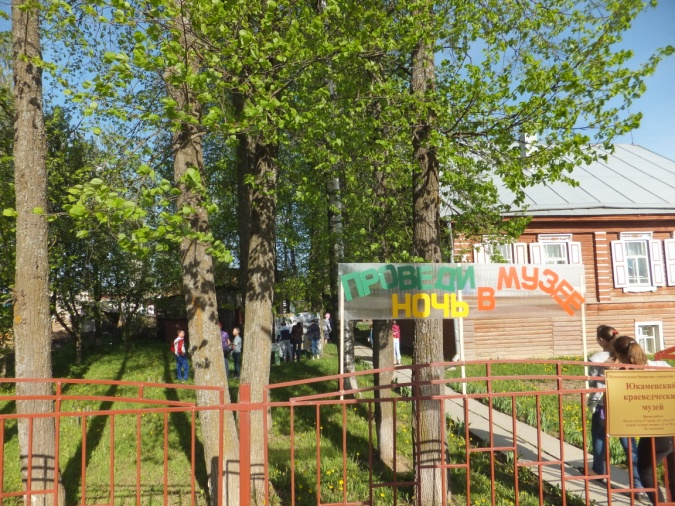 ПРОВЕДИ
НОЧЬ В МУЗЕЕ
Юкаменский
краеведческий
музей